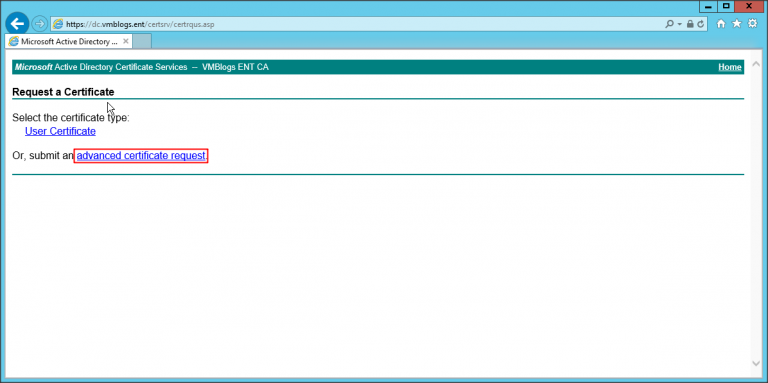 https://dc.vmblogs.ent/certsrv/certrqus.asp
Microsoft Active Directory ...
Microsoft Active Directory Certificate Services -- VMBlogs ENT CA Home
Request a Certificate
Select the certificate type:
User Certificate
Or, submit an advanced certificate request.